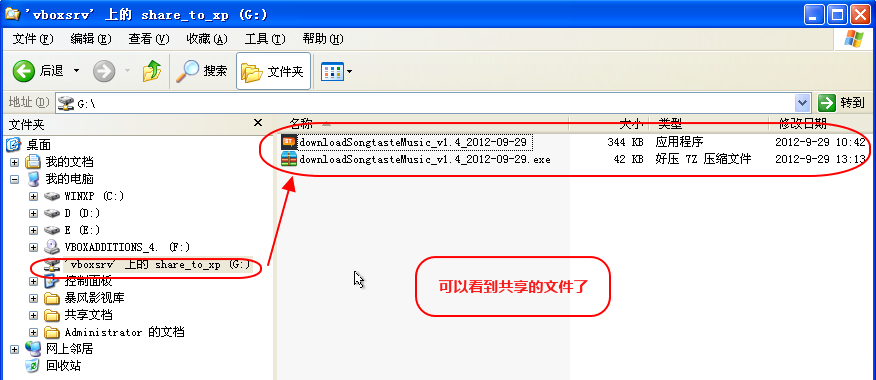 'vboxsrv' 上的 share_to_xp (G:)
文件(F) 编辑(E) 查看(V) 收藏(A) 工具(T) 帮助(H)
后退 搜索 文件夹
地址(D) G:\ 转到
文件夹
名称 大小 类型 修改日期
桌面
downloadSongtasteMusic_v1.4_2012-09-29 344 KB 应用程序 2012-9-29 10:42
我的文档
downloadSongtasteMusic_v1.4_2012-09-29.exe 42 KB 好压 7Z 压缩文件 2012-9-29 13:13
我的电脑
WINXP (C:)
D (D:)
E (E:)
VBOXADDITIONS_4. (F:)
'vboxsrv' 上的 share_to_xp (G:)
控制面板
可以看到共享的文件了
暴风影视库
共享文档
Administrator 的文档
网上邻居
回收站